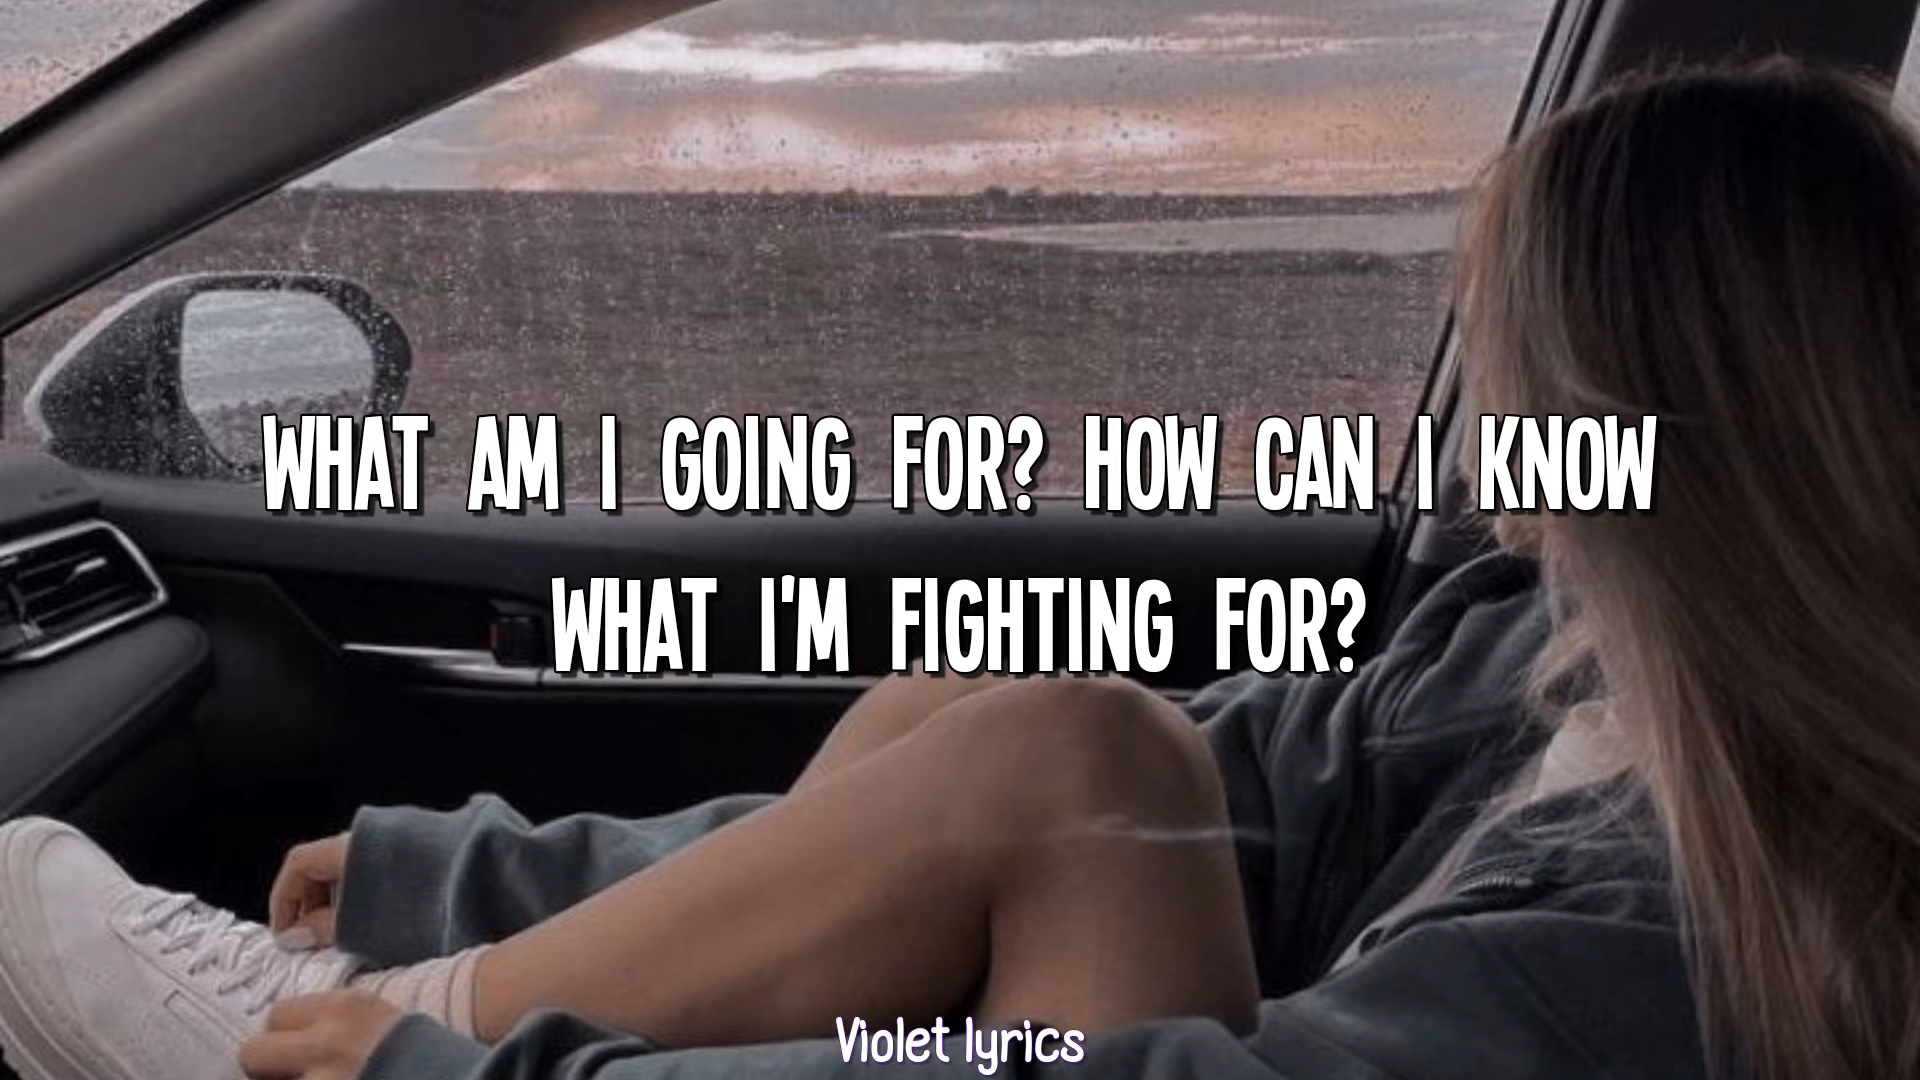 WHAT AM I GOING FOR? HOW CAN I KNOW
WHAT I'M FIGHTING FOR?
Violet lyrics